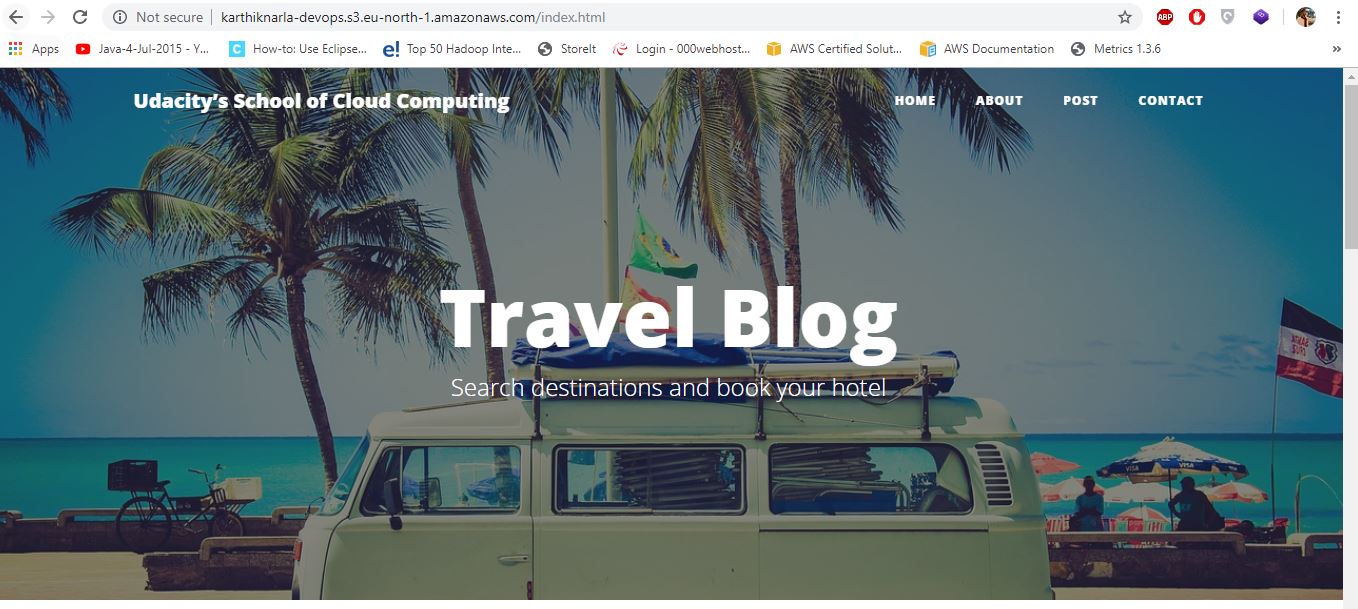 Not secure | karthiknarla-devops.s3.eu-north-1.amazonaws.com/index.html
ABP
Apps Java-4-Jul-2015 - Y... C How-to: Use Eclipse... e! Top 50 Hadoop Inte... StoreIt Login - 000webhost... AWS Certified Solut... AWS Documentation Metrics 1.3.6 »
Udacity's School of Cloud Computing HOME ABOUT POST CONTACT
Travel Blog
Search destinations and book your hotel
VISA